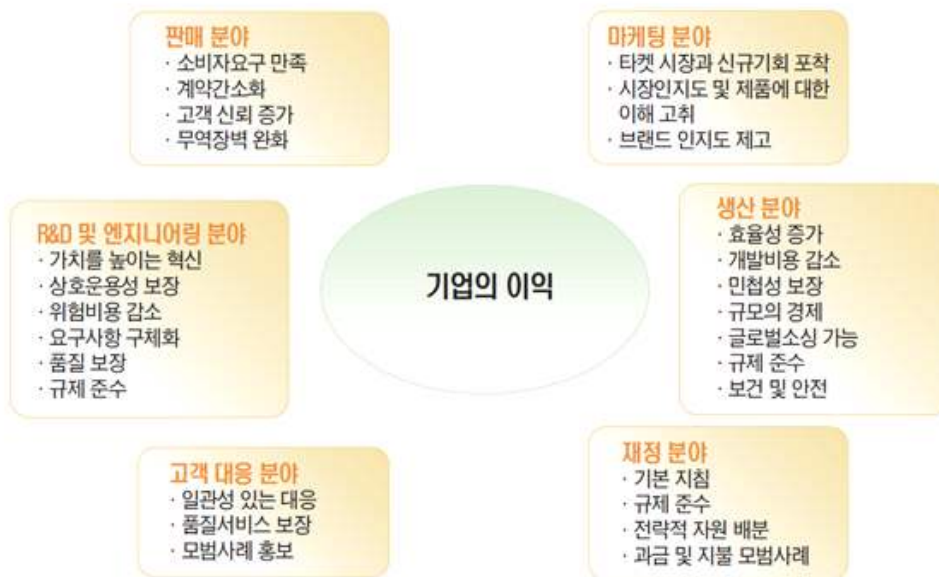 판매 분야
· 소비자요구 만족
· 계약간소화
· 고객 신뢰 증가
· 무역장벽 완화
마케팅 분야
· 타켓 시장과 신규기회 포착
· 시장인지도 및 제품에 대한
이해 고취
· 브랜드 인지도 제고
R&D 및 엔지니어링 분야
· 가치를 높이는 혁신
· 상호운용성 보장
· 위험비용 감소
· 요구사항 구체화
· 품질 보장
· 규제 준수
기업의 이익
생산 분야
· 효율성 증가
· 개발비용 감소
· 민첩성 보장
· 규모의 경제
· 글로벌소싱 가능
· 규제 준수
· 보건 및 안전
고객 대응 분야
· 일관성 있는 대응
· 품질서비스 보장
· 모범사례 홍보
재정 분야
· 기본 지침
· 규제 준수
· 전략적 자원 배분
· 과금 및 지불 모범사례